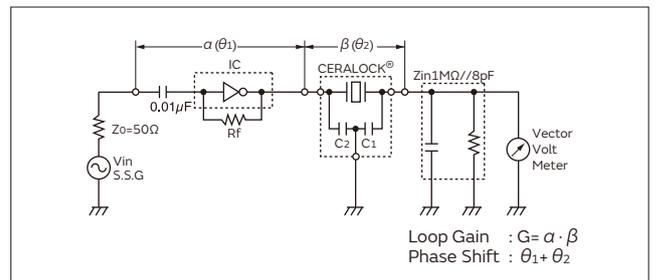 α (θ1)
β (θ2)
IC
CERALOCK®
Zin1MΩ//8pF
0.01μF
Z0=50Ω
Rf
C2 C1
Vin
S.S.G
Vector
Volt
Meter
Loop Gain : G= α · β
Phase Shift : θ1+ θ2